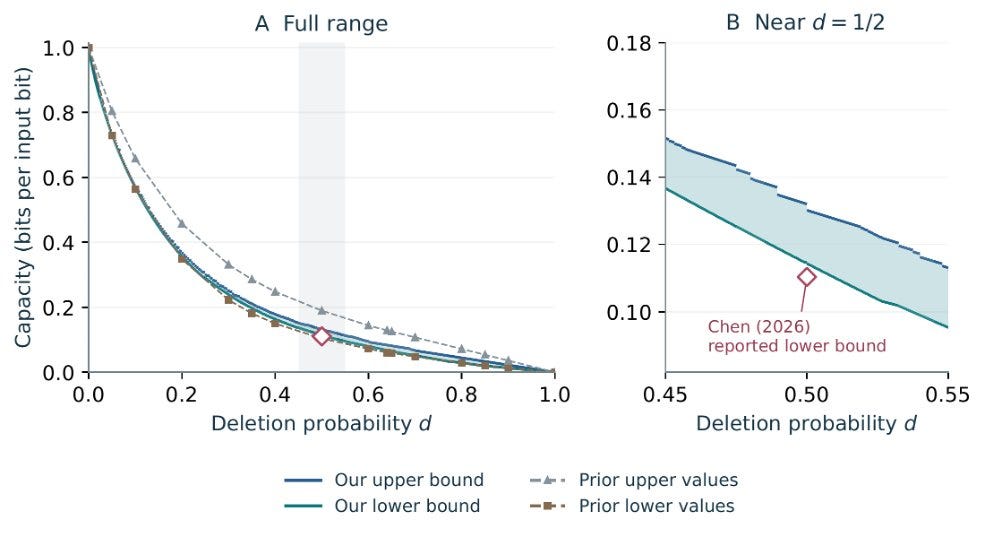 A Full range
B Near d = 1/2
Capacity (bits per input bit)
1.0
0.8
0.6
0.4
0.2
0.0
0.0 0.2 0.4 0.6 0.8 1.0
Deletion probability d
0.18
0.16
0.14
0.12
0.10
Chen (2026)
reported lower bound
0.45 0.50 0.55
Deletion probability d
Our upper bound
Our lower bound
Prior upper values
Prior lower values